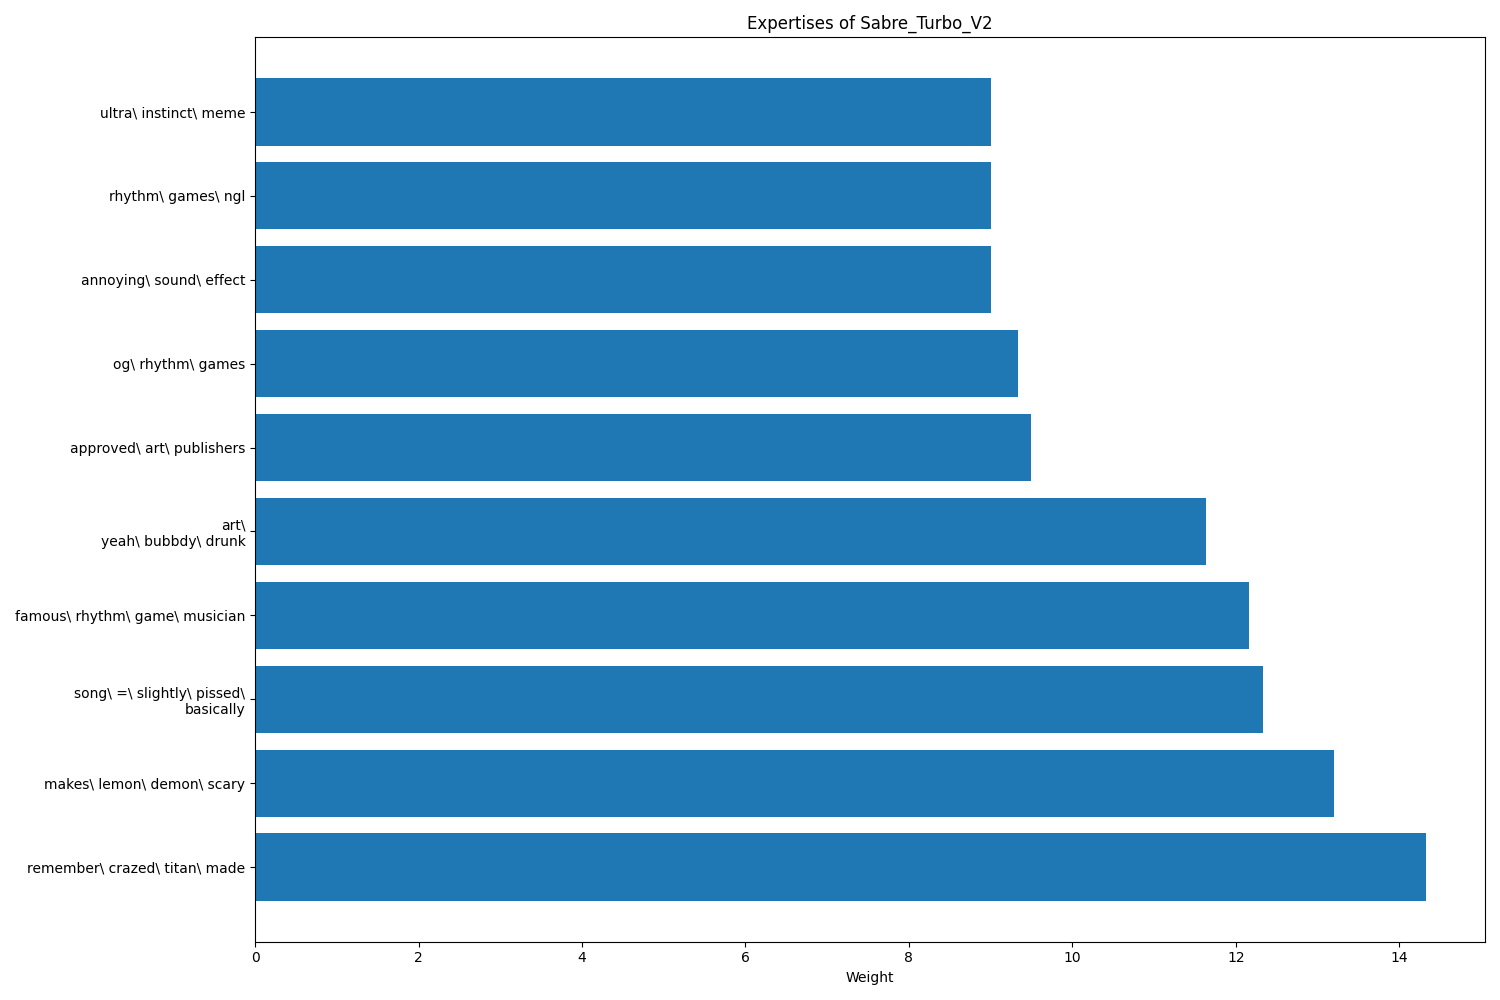 Expertises of Sabre_Turbo_V2
ultra\ instinct\ meme
rhythm\ games\ ngl
annoying\ sound\ effect
og\ rhythm\ games
approved\ art\ publishers
art\
yeah\ bubbdy\ drunk
famous\ rhythm\ game\ musician
song\ =\ slightly\ pissed\
basically
makes\ lemon\ demon\ scary
remember\ crazed\ titan\ made
0 2 4 6 8 10 12 14
Weight